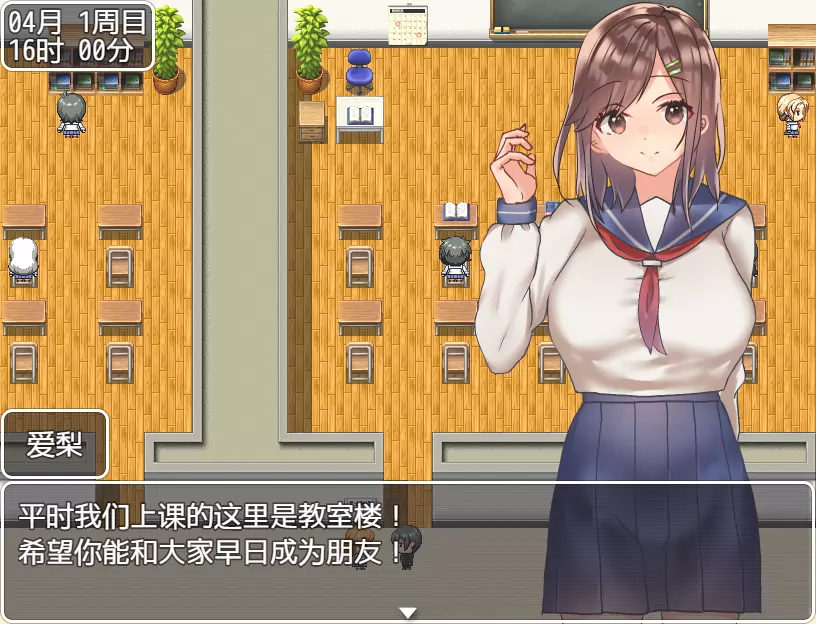 04月 1周目
16时 00分
爱梨
平时我们上课的这里是教室楼！
希望你能和大家早日成为朋友！